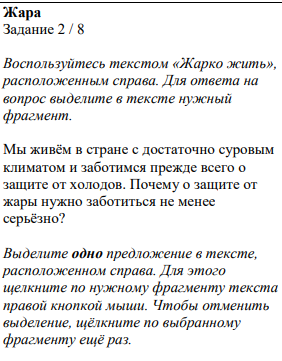 Жара
Задание 2 / 8
Воспользуйтесь текстом «Жарко жить»,
расположенным справа. Для ответа на
вопрос выделите в тексте нужный
фрагмент.
Мы живём в стране с достаточно суровым
климатом и заботимся прежде всего о
защите от холодов. Почему о защите от
жары нужно заботиться не менее
серьёзно?
Выделите одно предложение в тексте,
расположенном справа. Для этого
щелкните по нужному фрагменту текста
правой кнопкой мыши. Чтобы отменить
выделение, щёлкните по выбранному
фрагменту ещё раз.